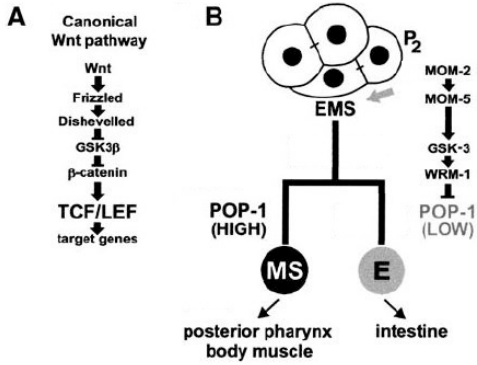 A
Canonical
Wnt pathway
Wnt
Frizzled
Dishevelled
GSK3β
β-catenin
TCF/LEF
target genes
B
P2
EMS
MOM-2
MOM-5
GSK-3
WRM-1
POP-1
(LOW)
POP-1
(HIGH)
MS
E
posterior pharynx
body muscle
intestine